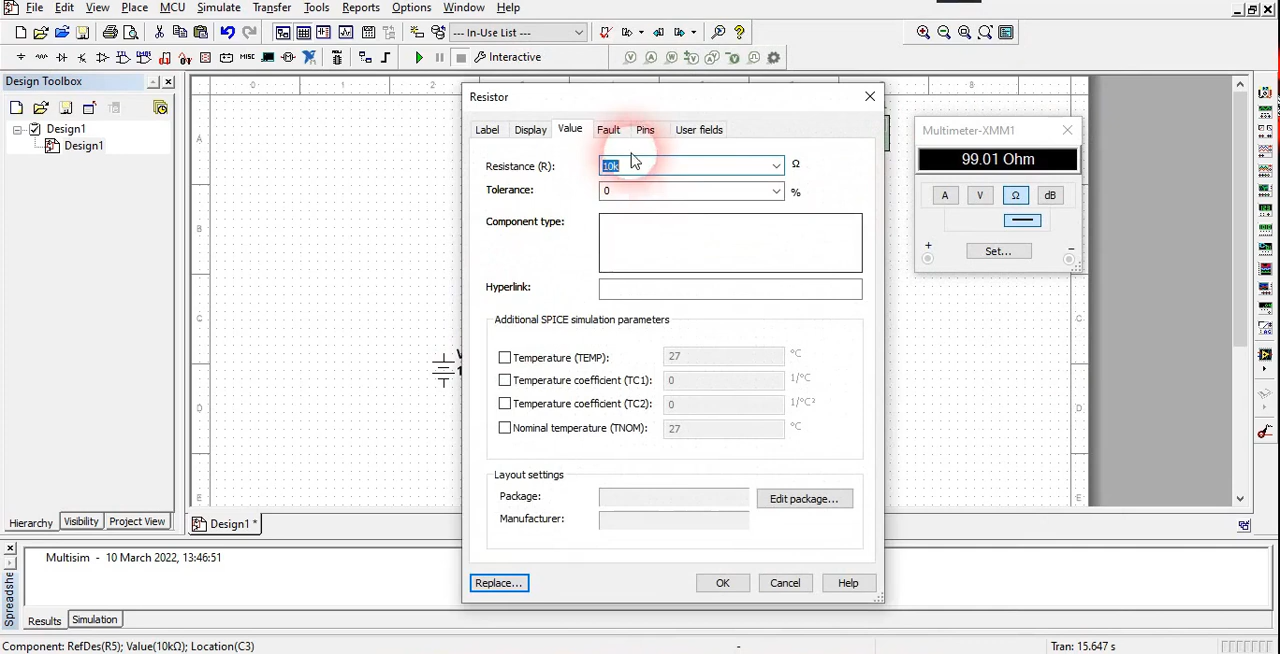 File Edit View Place MCU Simulate Transfer Tools Reports Options Window Help
--- In-Use List ---
MISC
Interactive
Design Toolbox
Design1
Design1
Hierarchy Visibility Project View
Design1 *
Resistor
Label Display Value Fault Pins User fields
Resistance (R): 10k Ω
Tolerance: 0 %
Component type:
Hyperlink:
Additional SPICE simulation parameters
Temperature (TEMP): 27 °C
Temperature coefficient (TC1): 0 1/°C
Temperature coefficient (TC2): 0 1/°C²
Nominal temperature (TNOM): 27 °C
Layout settings
Package: Edit package...
Manufacturer:
Replace... OK Cancel Help
Multimeter-XMM1
99.01 Ohm
A V Ω dB
+ Set... −
0 2
A
B
C
D
E
A
B
C
D
E
Multisim - 10 March 2022, 13:46:51
Spreadshe
Results Simulation
Component: RefDes(R5); Value(10kΩ); Location(C3) - Tran: 15.647 s